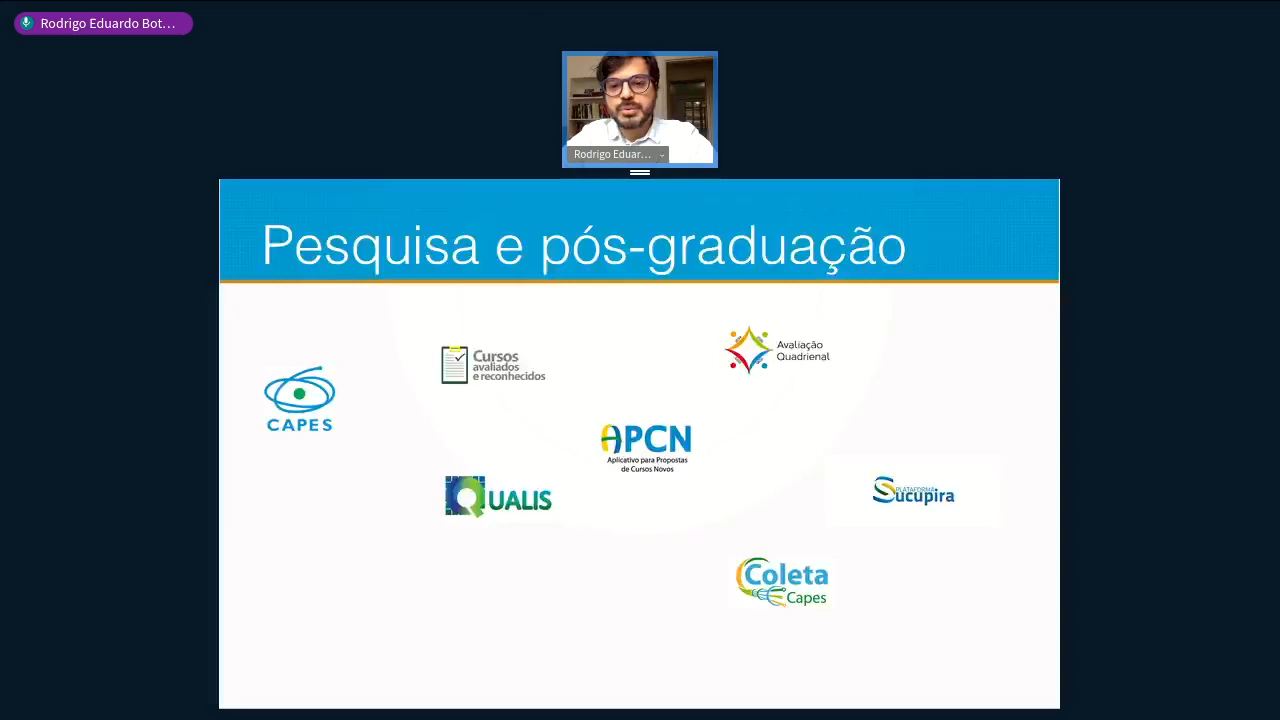 Rodrigo Eduardo Bot...
Rodrigo Eduar...
Pesquisa e pós-graduação
CAPES
Cursos
avaliados
e reconhecidos
Avaliação
Quadrienal
APCN
Aplicativo para Propostas
de Cursos Novos
QUALIS
PLATAFORMA
Sucupira
Coleta
Capes